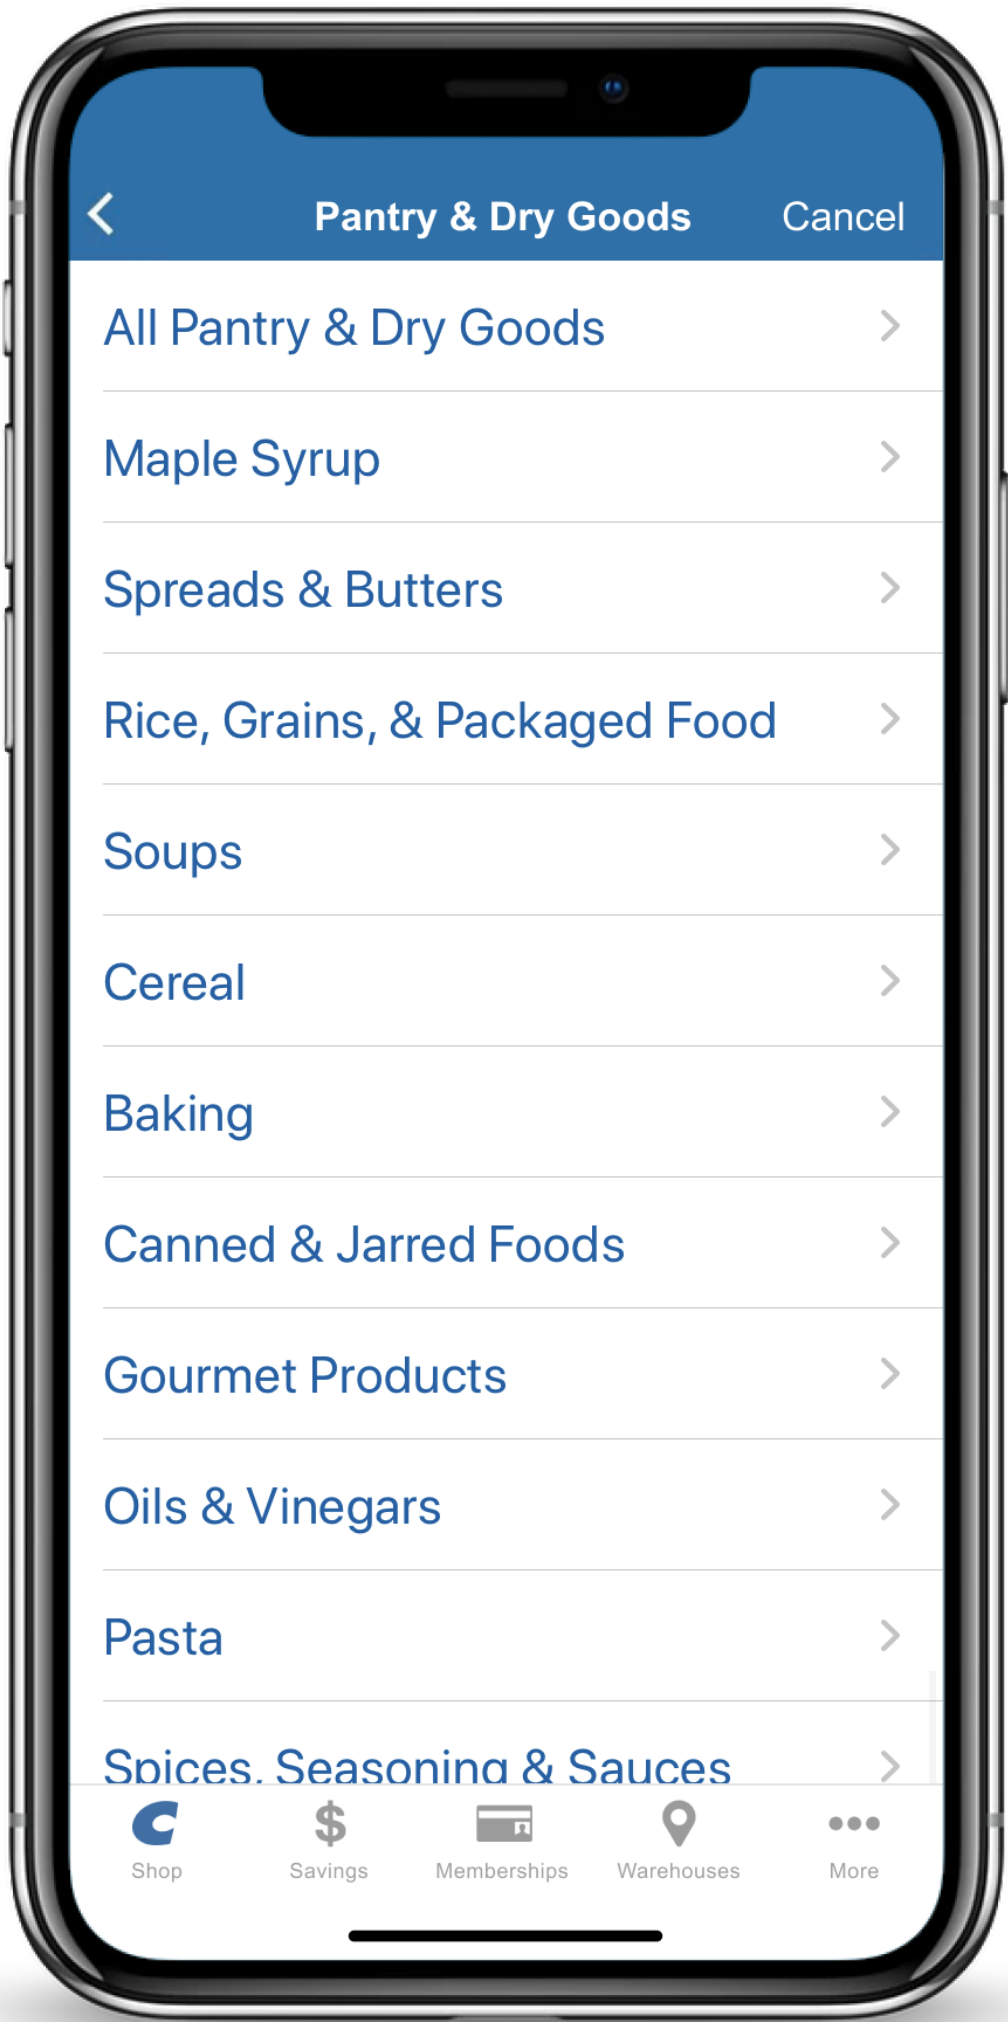 Pantry & Dry Goods Cancel
All Pantry & Dry Goods
Maple Syrup
Spreads & Butters
Rice, Grains, & Packaged Food
Soups
Cereal
Baking
Canned & Jarred Foods
Gourmet Products
Oils & Vinegars
Pasta
Spices, Seasoning & Sauces
Shop Savings Memberships Warehouses More